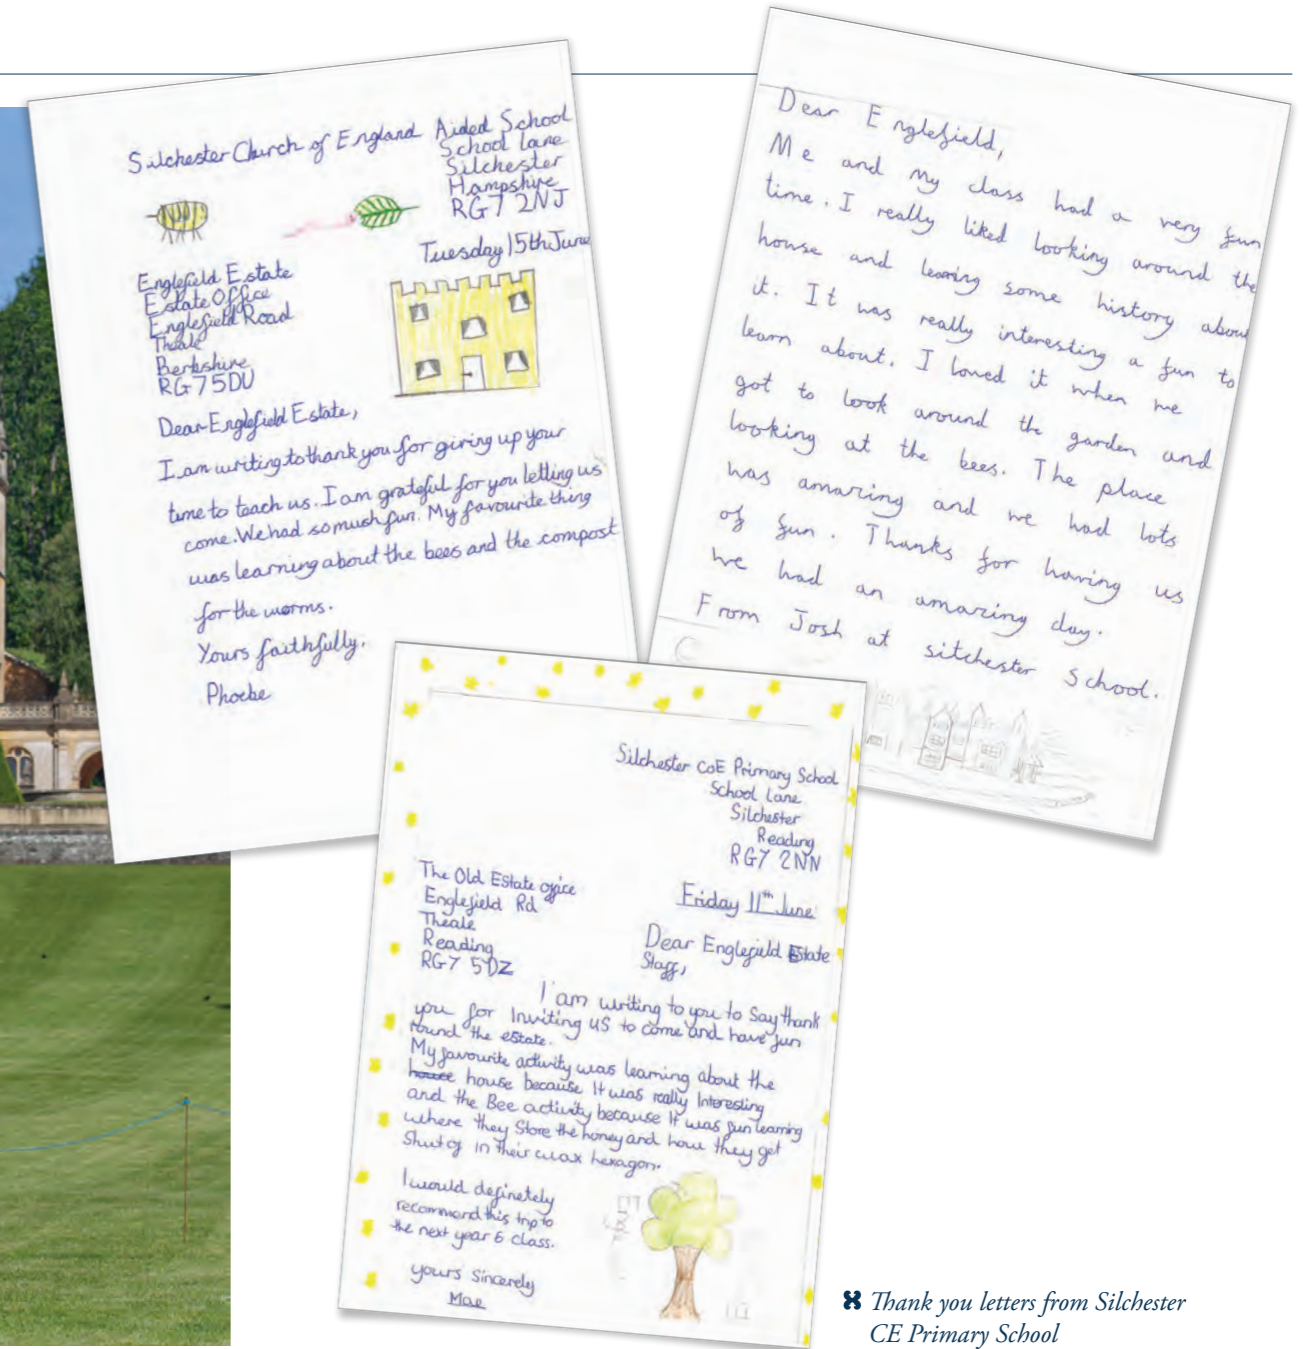 Silchester Church of England Aided School
School Lane
Silchester
Hampshire
RG7 2NJ
Tuesday 15th June
Englefield Estate
Estate Office
Englefield Road
Theale
Berkshire
RG7 5DU
Dear Englefield Estate,
I am writing to thank you for giving up your
time to teach us. I am grateful for you letting us
come. We had so much fun. My favourite thing
was learning about the bees and the compost
for the worms.
Yours faithfully,
Phoebe
Dear Englefield,
Me and my class had a very fun
time. I really liked looking around the
house and learing some history about
it. It was really interesting a fun to
learn about. I loved it when we
got to look around the garden and
looking at the bees. The place
was amazing and we had lots
of fun. Thanks for having us
we had an amazing day.
From Josh at silchester school.
Silchester CoE Primary School
School Lane
Silchester
Reading
RG7 2NN
The Old Estate office
Englefield Rd
Theale
Reading
RG7 5DZ
Friday 11th June
Dear Englefield Estate
Staff,
I am writing to you to Say thank
you for Inviting us to come and have fun
round the estate.
My favourite activity was learning about the
house because It was really Interesting
and the Bee activity because It was fun learning
where they Store the honey and how they get
Shut of in their wax hexagon.
I would definetely
recommend this trip to
the next year 6 class.
yours Sincerely
Mae
Thank you letters from Silchester
CE Primary School